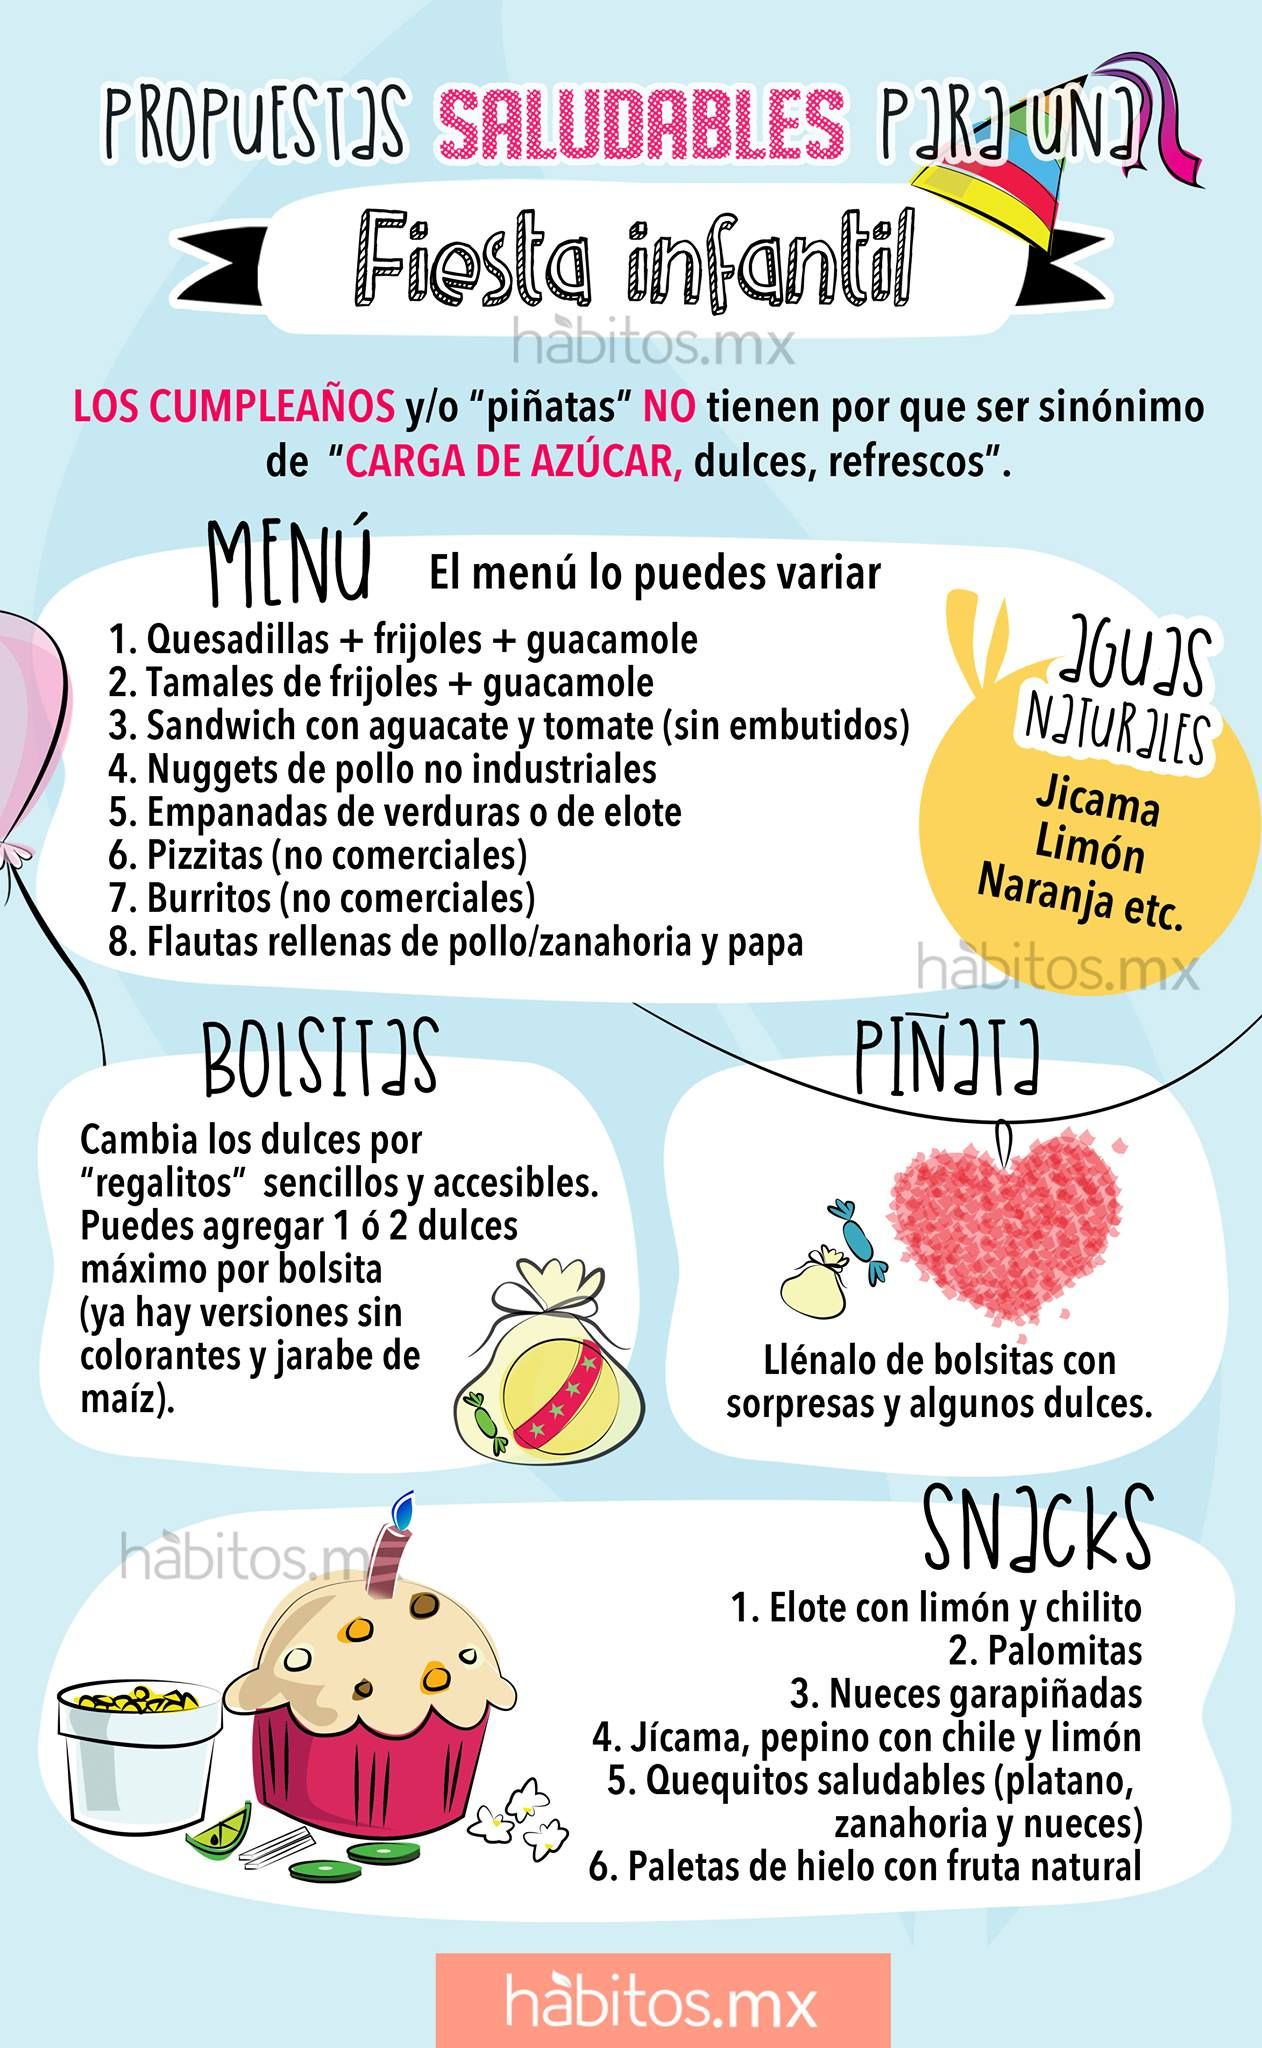 PROPUESTAS SALUDABLES PARA UNA
Fiesta infantil
hábitos.mx
LOS CUMPLEAÑOS y/o “piñatas” NO tienen por que ser sinónimo
de “CARGA DE AZÚCAR, dulces, refrescos”.
MENÚ
El menú lo puedes variar
1. Quesadillas + frijoles + guacamole
2. Tamales de frijoles + guacamole
3. Sandwich con aguacate y tomate (sin embutidos)
4. Nuggets de pollo no industriales
5. Empanadas de verduras o de elote
6. Pizzitas (no comerciales)
7. Burritos (no comerciales)
8. Flautas rellenas de pollo/zanahoria y papa
AGUAS
NATURALES
Jicama
Limón
Naranja etc.
hábitos.mx
BOLSITAS
Cambia los dulces por
“regalitos” sencillos y accesibles.
Puedes agregar 1 ó 2 dulces
máximo por bolsita
(ya hay versiones sin
colorantes y jarabe de
maíz).
PIÑATA
Llénalo de bolsitas con
sorpresas y algunos dulces.
SNACKS
hábitos.m
1. Elote con limón y chilito
2. Palomitas
3. Nueces garapiñadas
4. Jícama, pepino con chile y limón
5. Quequitos saludables (platano,
zanahoria y nueces)
6. Paletas de hielo con fruta natural
hábitos.mx